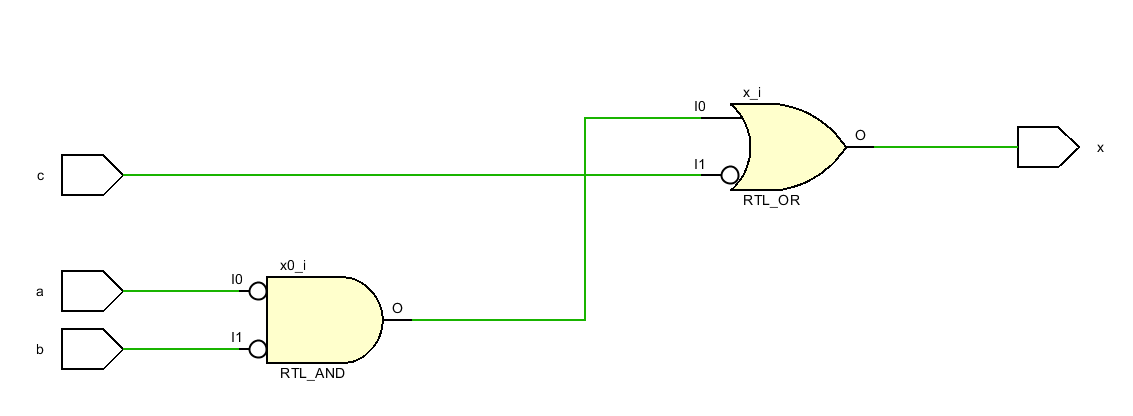 x_i
I0
O
x
I1
c
RTL_OR
x0_i
I0
a
O
I1
b
RTL_AND